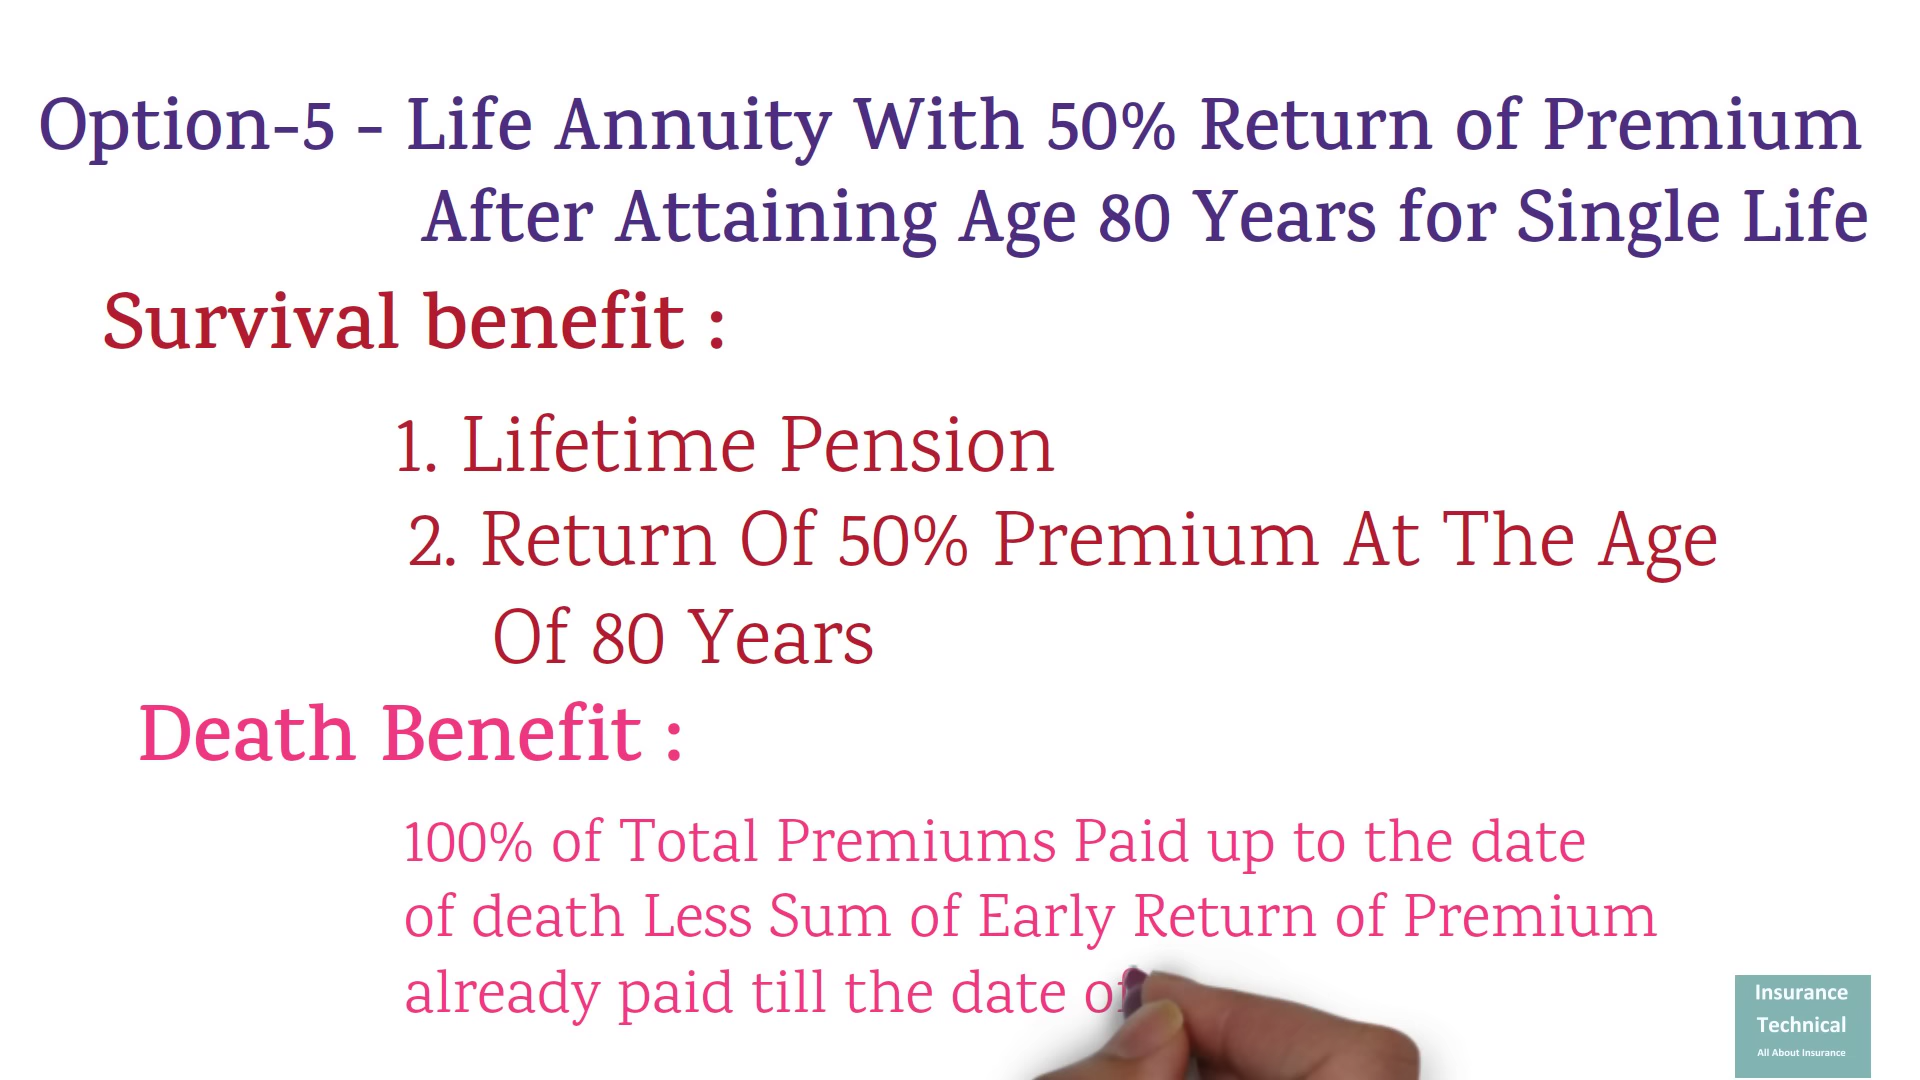 Option-5 - Life Annuity With 50% Return of Premium
After Attaining Age 80 Years for Single Life
Survival benefit :
1. Lifetime Pension
2. Return Of 50% Premium At The Age
Of 80 Years
Death Benefit :
100% of Total Premiums Paid up to the date
of death Less Sum of Early Return of Premium
already paid till the date of
Insurance
Technical
All About Insurance